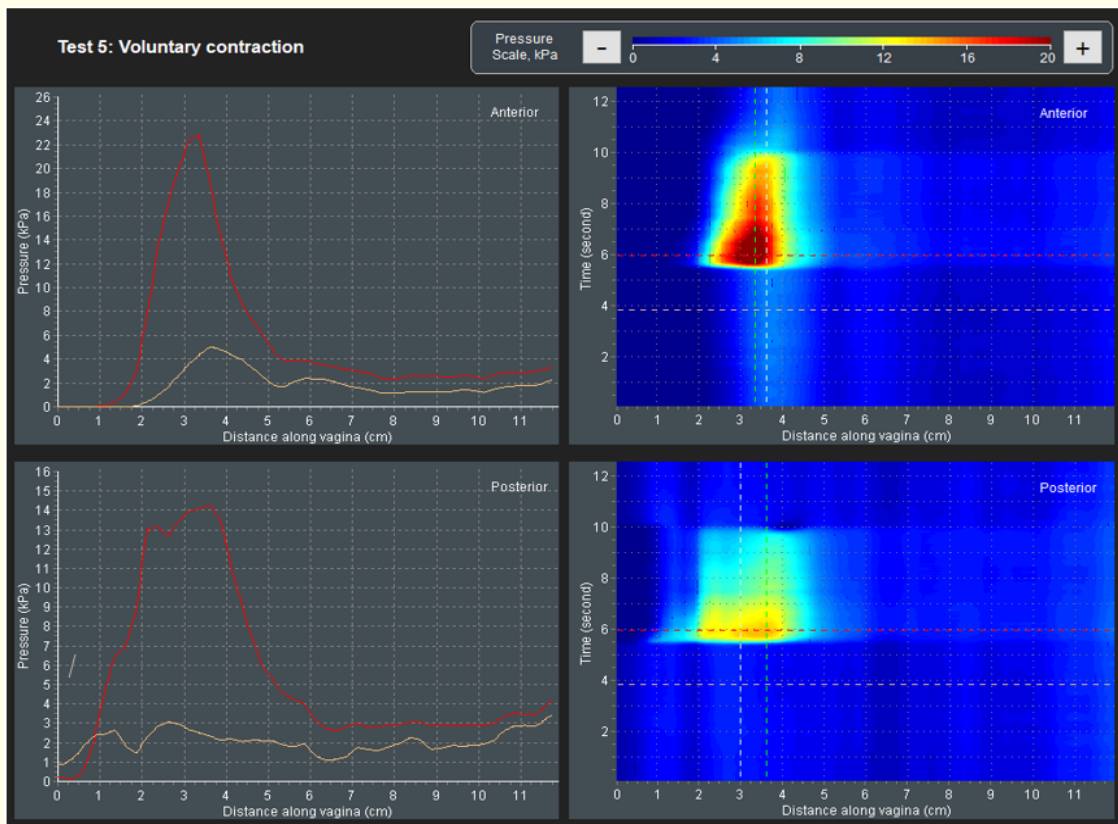 Test 5: Voluntary contraction
Pressure
Scale, kPa
-
0 4 8 12 16 20
+
Anterior
Pressure (kPa)
26
24
22
20
18
16
14
12
10
8
6
4
2
0
0 1 2 3 4 5 6 7 8 9 10 11
Distance along vagina (cm)
Anterior
Time (second)
12
10
8
6
4
2
1 2 3 4 5 6 7 8 9 10 11
Distance along vagina (cm)
Posterior
Pressure (kPa)
16
15
14
13
12
11
10
9
8
7
6
5
4
3
2
1
0
0 1 2 3 4 5 6 7 8 9 10 11
Distance along vagina (cm)
Posterior
Time (second)
12
10
8
6
4
2
1 2 3 4 5 6 7 8 9 10 11
Distance along vagina (cm)